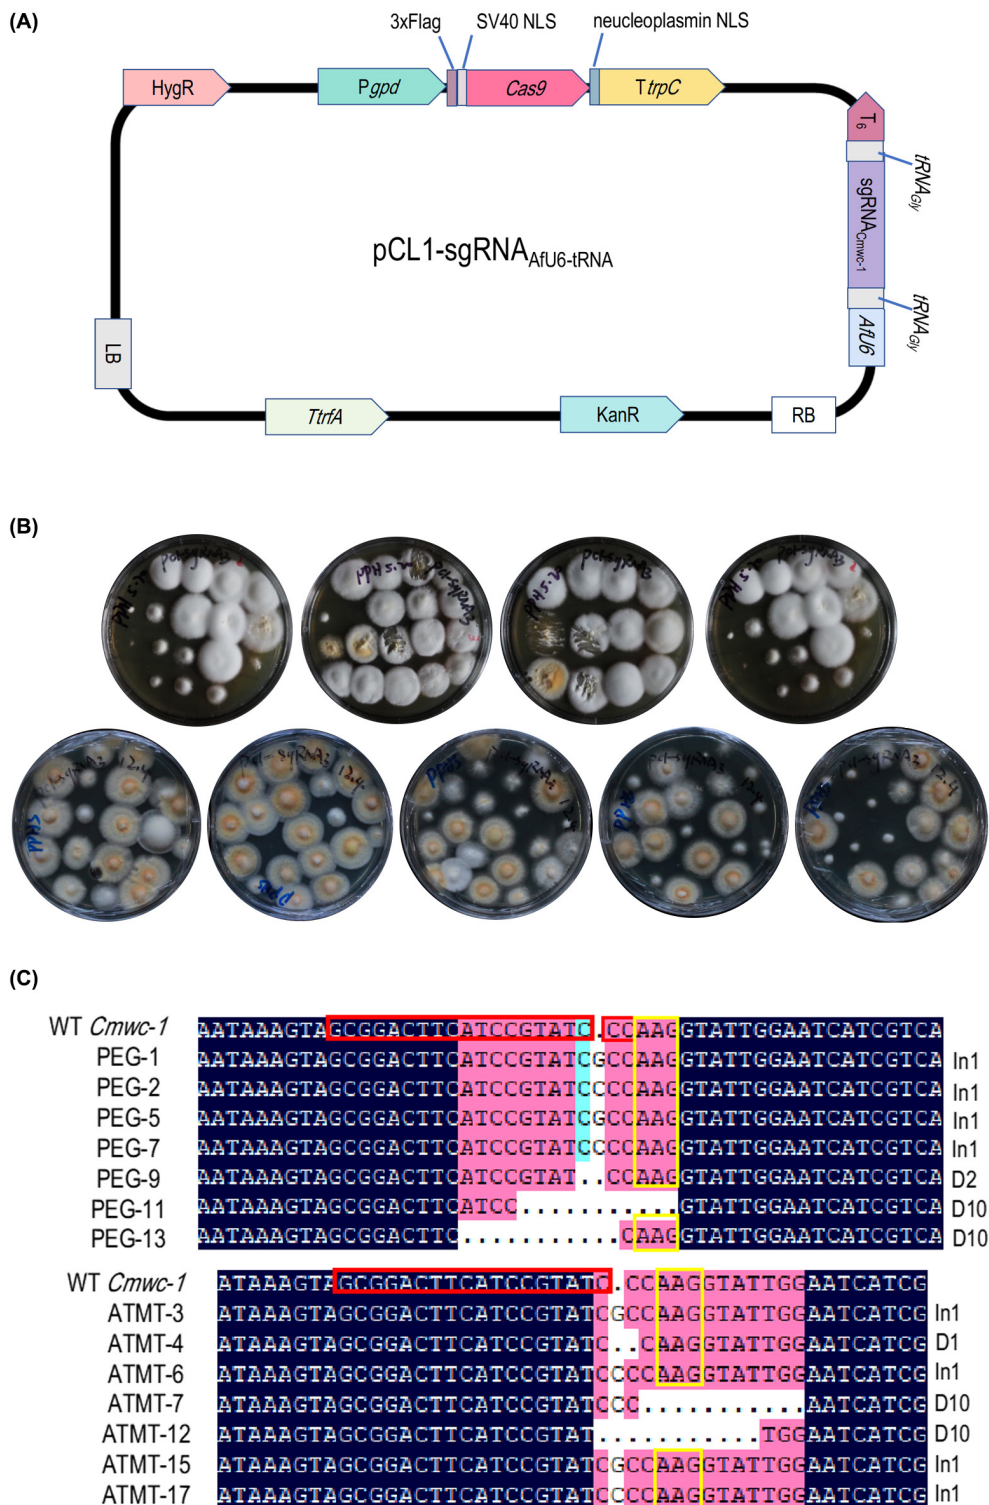 (A)
3xFlag SV40 NLS neucleoplasmin NLS
HygR Pgpd Cas9 TtrpC
T6
tRNAGly
sgRNACmwc-1
tRNAGly
AfU6
pCL1-sgRNAAfU6-tRNA
LB
TtrfA KanR RB
(B)
(C)
WT Cmwc-1 AATAAAGTAGCGGACTTCATCCGTATC.CCAAGGTATTGGAATCATCGTCA
PEG-1 AATAAAGTAGCGGACTTCATCCGTATCGCCAAGGTATTGGAATCATCGTCA In1
PEG-2 AATAAAGTAGCGGACTTCATCCGTATCCCCAAGGTATTGGAATCATCGTCA In1
PEG-5 AATAAAGTAGCGGACTTCATCCGTATCGCCAAGGTATTGGAATCATCGTCA In1
PEG-7 AATAAAGTAGCGGACTTCATCCGTATCCCCAAGGTATTGGAATCATCGTCA In1
PEG-9 AATAAAGTAGCGGACTTCATCCGTAT..CCAAGGTATTGGAATCATCGTCA D2
PEG-11 AATAAAGTAGCGGACTTCATCC...........GTATTGGAATCATCGTCA D10
PEG-13 AATAAAGTAGCGGACTTC...........CAAGGTATTGGAATCATCGTCA D10
WT Cmwc-1 ATAAAGTAGCGGACTTCATCCGTATC.CCAAGGTATTGGAATCATCG
ATMT-3 ATAAAGTAGCGGACTTCATCCGTATCGCCAAGGTATTGGAATCATCG In1
ATMT-4 ATAAAGTAGCGGACTTCATCCGTATC..CAAGGTATTGGAATCATCG D1
ATMT-6 ATAAAGTAGCGGACTTCATCCGTATCCCCAAGGTATTGGAATCATCG In1
ATMT-7 ATAAAGTAGCGGACTTCATCCGTATCCC...........AATCATCG D10
ATMT-12 ATAAAGTAGCGGACTTCATCCGTAT...........TGGAATCATCG D10
ATMT-15 ATAAAGTAGCGGACTTCATCCGTATCGCCAAGGTATTGGAATCATCG In1
ATMT-17 ATAAAGTAGCGGACTTCATCCGTATCCCCAAGGTATTGGAATCATCG In1